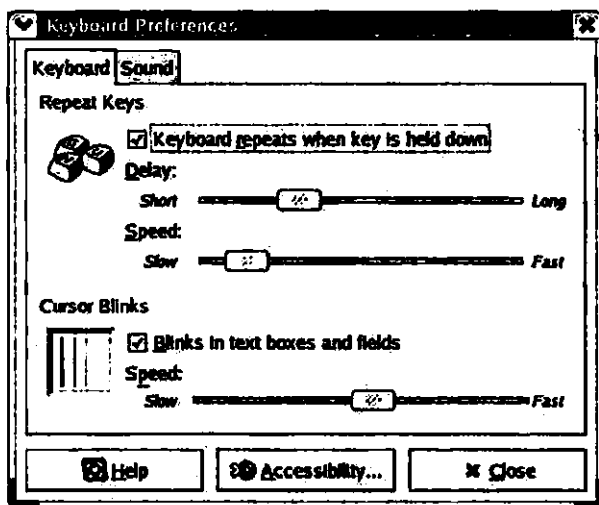 Keyboard Preferences
Keyboard Sound
Repeat Keys
Keyboard repeats when key is held down
Delay:
Short Long
Speed:
Slow Fast
Cursor Blinks
Blinks in text boxes and fields
Speed:
Slow Fast
Help Accessibility... Close